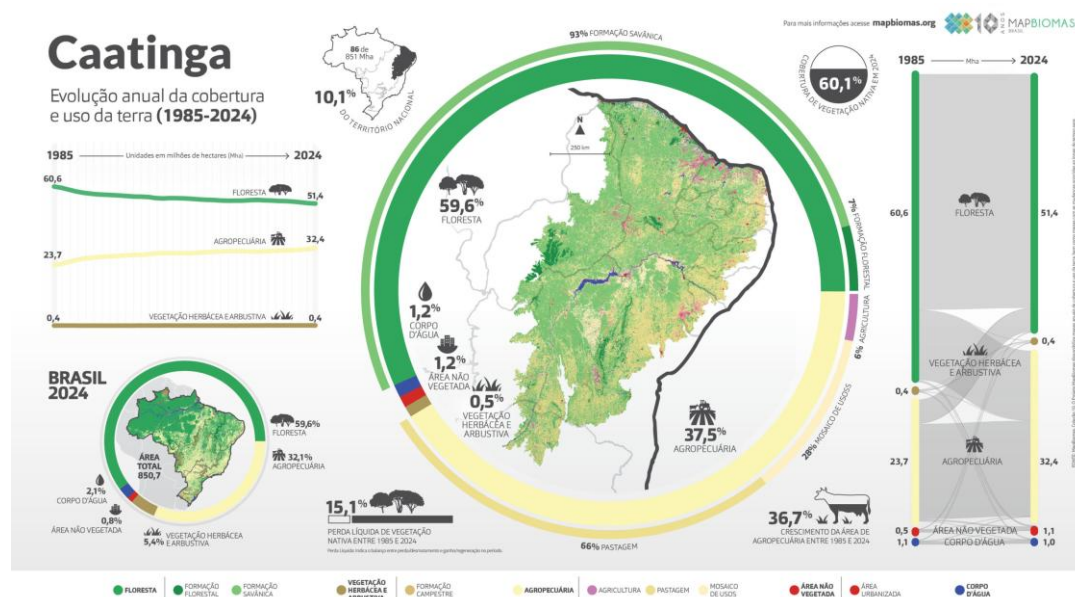 Caatinga
Evolução anual da cobertura
e uso da terra (1985-2024)
1985
Unidades em milhões de hectares (Mha)
2024
60,6
FLORESTA
51,4
AGROPECUÁRIA
32,4
23,7
0,4
VEGETAÇÃO HERBÁCEA E ARBUSTIVA
0,4
BRASIL
2024
ÁREA
TOTAL
850,7
59,6%
FLORESTA
32,1%
AGROPECUÁRIA
2,1%
CORPO
D'ÁGUA
0,8%
ÁREA NÃO
VEGETADA
5,4%
VEGETAÇÃO HERBÁCEA
E ARBUSTIVA
86 de
851 Mha
10,1%
DO TERRITÓRIO NACIONAL
93% FORMAÇÃO SAVÂNICA
N
250 km
59,6%
FLORESTA
1,2%
CORPO
D'ÁGUA
1,2%
ÁREA NÃO
VEGETADA
0,5%
VEGETAÇÃO
HERBÁCEA E
ARBUSTIVA
37,5%
AGROPECUÁRIA
7% FORMAÇÃO FLORESTAL
6% AGRICULTURA
28% MOSAICO DE USOSS
66% PASTAGEM
15,1%
PERDA LÍQUIDA DE VEGETAÇÃO
NATIVA ENTRE 1985 E 2024
36,7%
CRESCIMENTO DA ÁREA DE
AGROPECUÁRIA ENTRE 1985 E 2024
Para mais informações acesse mapbiomas.org
10 ANOS
MAPBIOMAS
BRASIL
60,1%
COBERTURA DE VEGETAÇÃO NATIVA EM 2024
1985
Mha
2024
60,6
FLORESTA
51,4
VEGETAÇÃO HERBÁCEA
E ARBUSTIVA
0,4
0,4
23,7
AGROPECUÁRIA
32,4
0,5
ÁREA NÃO VEGETADA
1,1
1,1
CORPO D'ÁGUA
1,0
FLORESTA
FORMAÇÃO
FLORESTAL
FORMAÇÃO
SAVÂNICA
VEGETAÇÃO
HERBÁCEA E
ARBUSTIVA
FORMAÇÃO
CAMPESTRE
AGROPECUÁRIA
AGRICULTURA
PASTAGEM
MOSAICO
DE USOS
ÁREA NÃO
VEGETADA
ÁREA
URBANIZADA
CORPO
D'ÁGUA